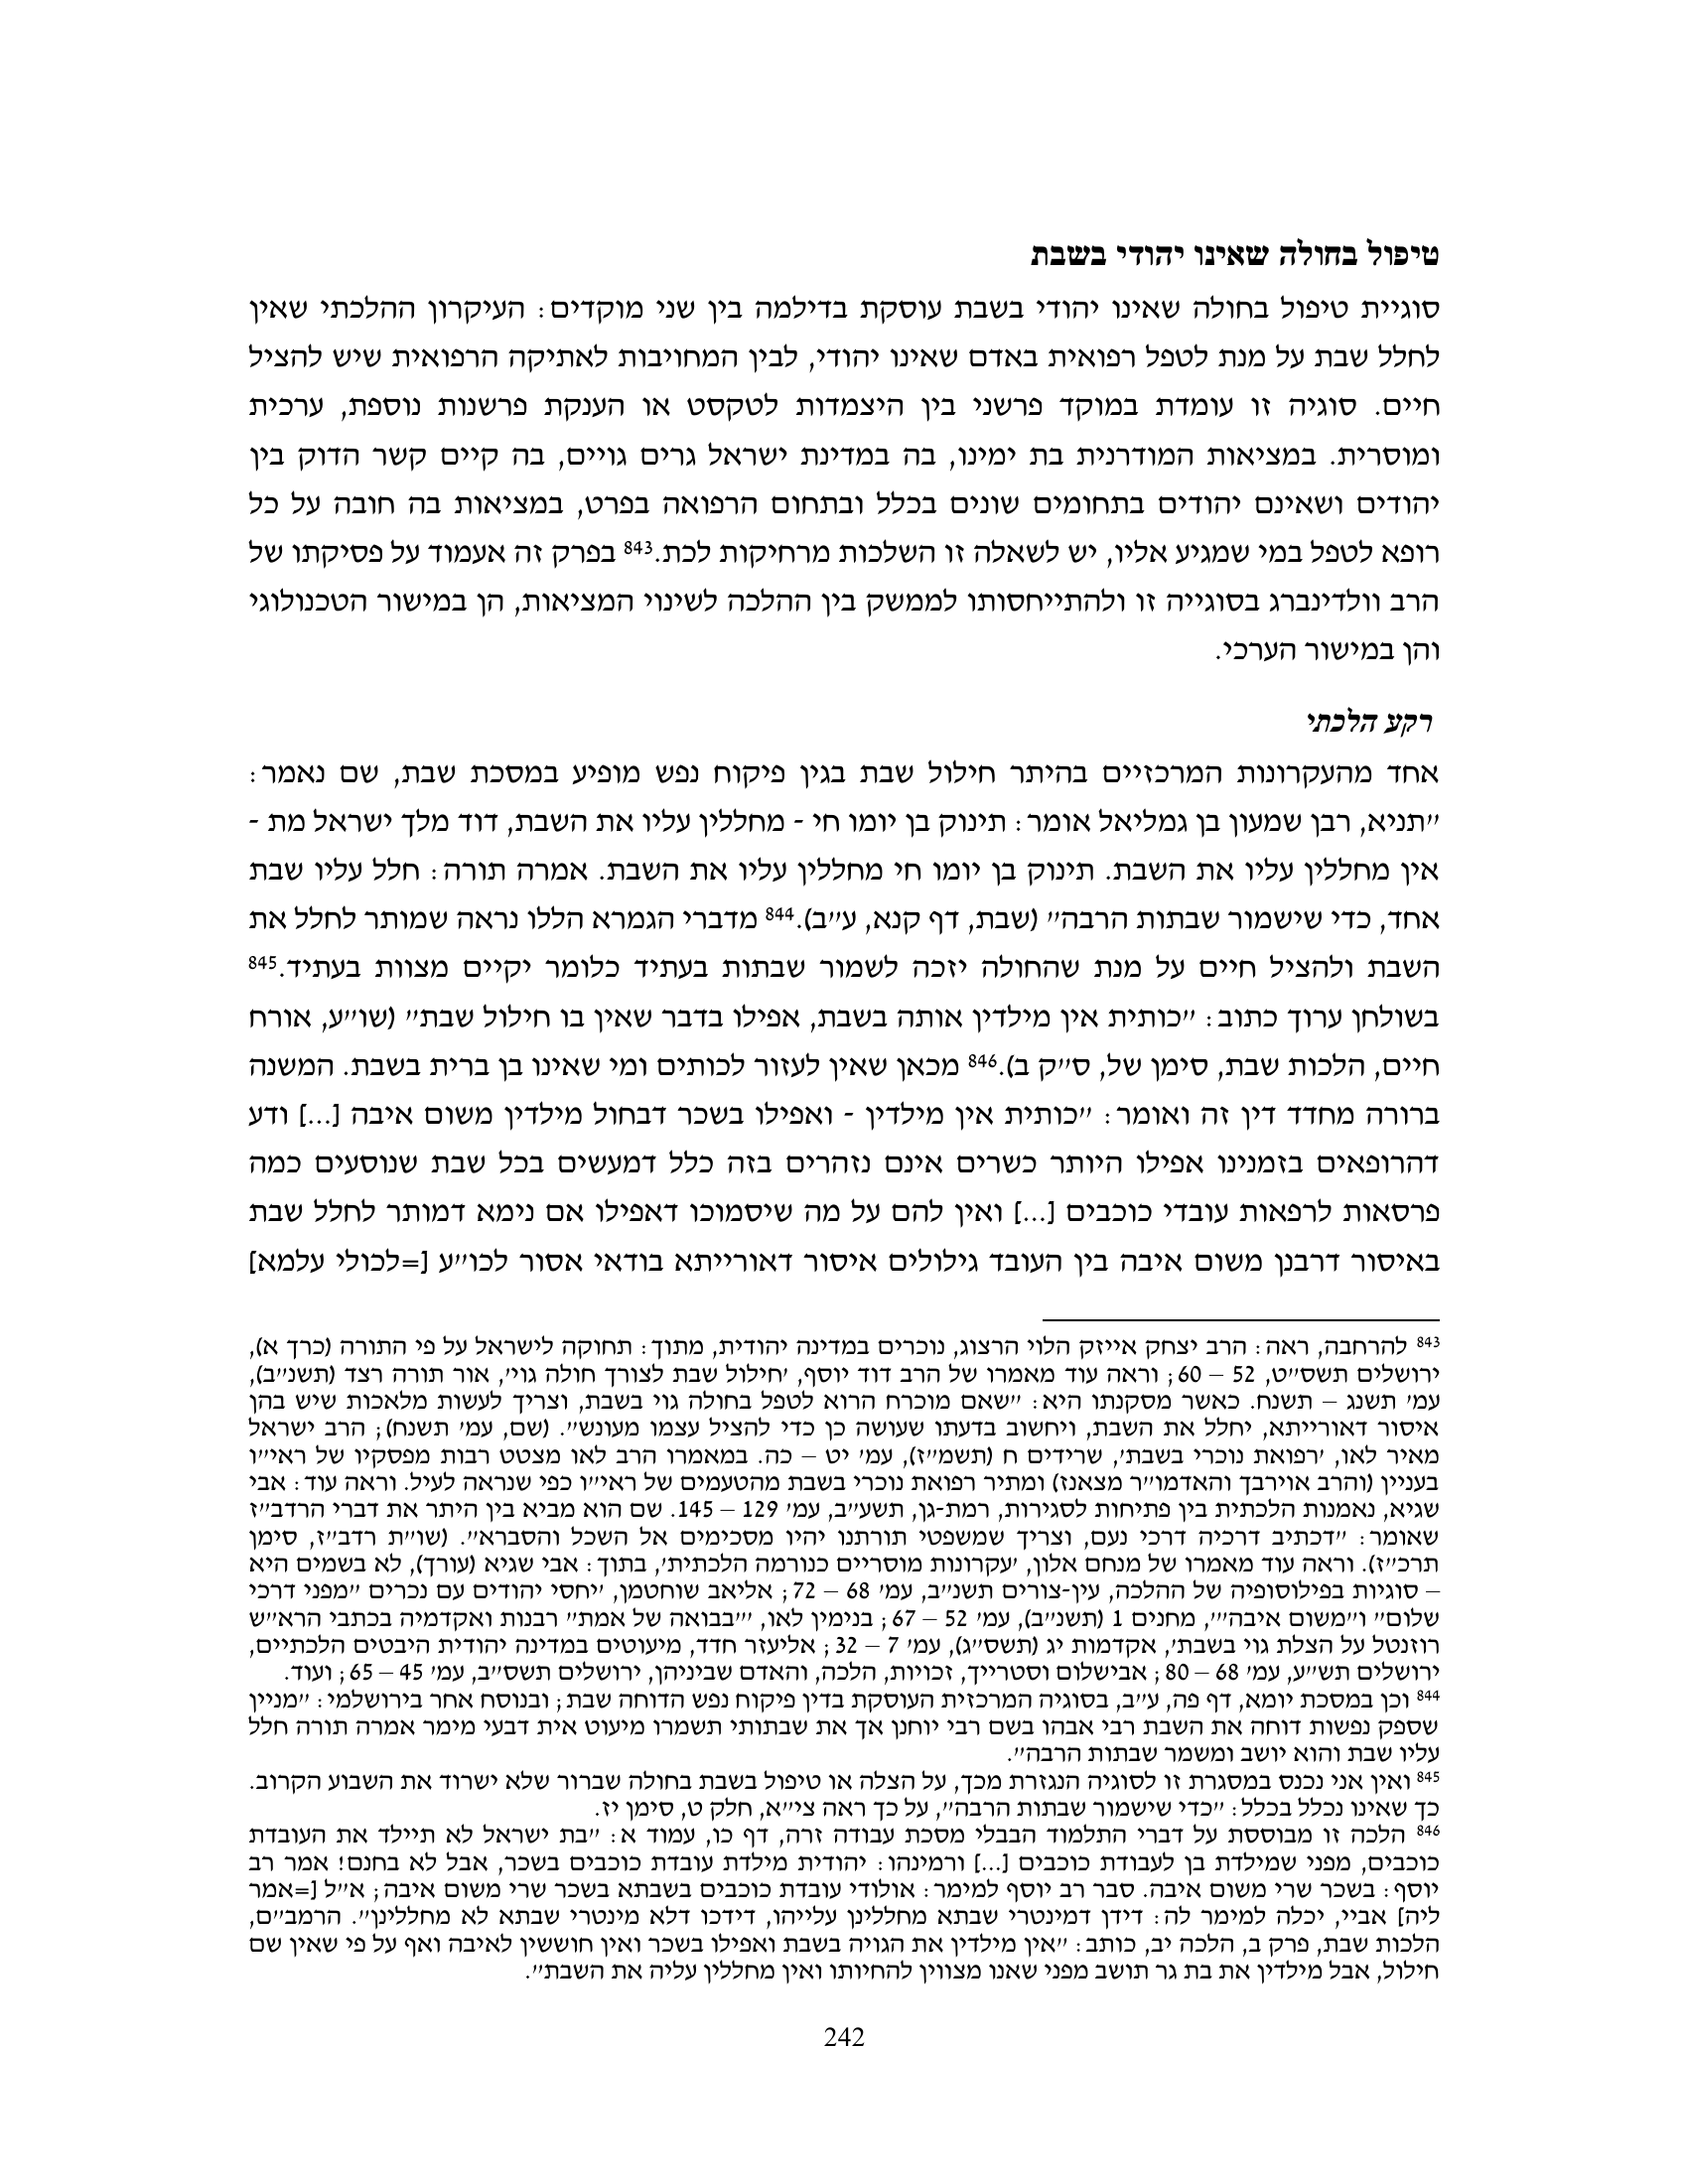 טיפול בחולה שאינו יהודי בשבת
סוגיית טיפול בחולה שאינו יהודי בשבת עוסקת בדילמה בין שני מוקדים: העיקרון ההלכתי שאין
לחלל שבת על מנת לטפל רפואית באדם שאינו יהודי, לבין המחויבות לאתיקה הרפואית שיש להציל
חיים. סוגיה זו עומדת במוקד פרשני בין היצמדות לטקסט או הענקת פרשנות נוספת, ערכית
ומוסרית. במציאות המודרנית בת ימינו, בה במדינת ישראל גרים גויים, בה קיים קשר הדוק בין
יהודים ושאינם יהודים בתחומים שונים בכלל ובתחום הרפואה בפרט, במציאות בה חובה על כל
רופא לטפל במי שמגיע אליו, יש לשאלה זו השלכות מרחיקות לכת.843 בפרק זה אעמוד על פסיקתו של
הרב וולדינברג בסוגייה זו ולהתייחסותו לממשק בין ההלכה לשינוי המציאות, הן במישור הטכנולוגי
והן במישור הערכי.
רקע הלכתי
אחד מהעקרונות המרכזיים בהיתר חילול שבת בגין פיקוח נפש מופיע במסכת שבת, שם נאמר:
"תניא, רבן שמעון בן גמליאל אומר: תינוק בן יומו חי - מחללין עליו את השבת, דוד מלך ישראל מת -
אין מחללין עליו את השבת. תינוק בן יומו חי מחללין עליו את השבת. אמרה תורה: חלל עליו שבת
אחד, כדי שישמור שבתות הרבה" (שבת, דף קנא, ע"ב).844 מדברי הגמרא הללו נראה שמותר לחלל את
השבת ולהציל חיים על מנת שהחולה יזכה לשמור שבתות בעתיד כלומר יקיים מצוות בעתיד.845
בשולחן ערוך כתוב: "כותית אין מילדין אותה בשבת, אפילו בדבר שאין בו חילול שבת" (שו"ע, אורח
חיים, הלכות שבת, סימן של, ס"ק ב).846 מכאן שאין לעזור לכותים ומי שאינו בן ברית בשבת. המשנה
ברורה מחדד דין זה ואומר: "כותית אין מילדין - ואפילו בשכר דבחול מילדין משום איבה [...] ודע
דהרופאים בזמנינו אפילו היותר כשרים אינם נזהרים בזה כלל דמעשים בכל שבת שנוסעים כמה
פרסאות לרפאות עובדי כוכבים [...] ואין להם על מה שיסמוכו דאפילו אם נימא דמותר לחלל שבת
באיסור דרבנן משום איבה בין העובד גילולים איסור דאורייתא בודאי אסור לכו"ע [=לכולי עלמא]
843 להרחבה, ראה: הרב יצחק אייזק הלוי הרצוג, נוכרים במדינה יהודית, מתוך: תחוקה לישראל על פי התורה (כרך א),
ירושלים תשס"ט, 52 – 60; וראה עוד מאמרו של הרב דוד יוסף, 'חילול שבת לצורך חולה גוי', אור תורה רצד (תשנ"ב),
עמ' תשנג – תשנח. כאשר מסקנתו היא: "שאם מוכרח הרוא לטפל בחולה גוי בשבת, וצריך לעשות מלאכות שיש בהן
איסור דאורייתא, יחלל את השבת, ויחשוב בדעתו שעושה כן כדי להציל עצמו מעונש". (שם, עמ' תשנח); הרב ישראל
מאיר לאו, 'רפואת נוכרי בשבת', שרידים ח (תשמ"ז), עמ' יט – כה. במאמרו הרב לאו מצטט רבות מפסקיו של ראי"ו
בעניין (והרב אוירבך והאדמו"ר מצאנז) ומתיר רפואת נוכרי בשבת מהטעמים של ראי"ו כפי שנראה לעיל. וראה עוד: אבי
שגיא, נאמנות הלכתית בין פתיחות לסגירות, רמת-גן, תשע"ב, עמ' 129 – 145. שם הוא מביא בין היתר את דברי הרדב"ז
שאומר: "דכתיב דרכיה דרכי נעם, וצריך שמשפטי תורתנו יהיו מסכימים אל השכל והסברא". (שו"ת רדב"ז, סימן
תרכ"ז). וראה עוד מאמרו של מנחם אלון, 'עקרונות מוסריים כנורמה הלכתית', בתוך: אבי שגיא (עורך), לא בשמים היא
– סוגיות בפילוסופיה של ההלכה, עין-צורים תשנ"ב, עמ' 68 – 72; אליאב שוחטמן, 'יחסי יהודים עם נכרים "מפני דרכי
שלום" ו"משום איבה"', מחנים 1 (תשנ"ב), עמ' 52 – 67; בנימין לאו, '"בבואה של אמת" רבנות ואקדמיה בכתבי הרא"ש
רוזנטל על הצלת גוי בשבת', אקדמות יג (תשס"ג), עמ' 7 – 32; אליעזר חדד, מיעוטים במדינה יהודית היבטים הלכתיים,
ירושלים תש"ע, עמ' 68 – 80; אבישלום וסטרייך, זכויות, הלכה, והאדם שביניהן, ירושלים תשס"ב, עמ' 45 – 65; ועוד.
844 וכן במסכת יומא, דף פה, ע"ב, בסוגיה המרכזית העוסקת בדין פיקוח נפש הדוחה שבת; ובנוסח אחר בירושלמי: "מניין
שספק נפשות דוחה את השבת רבי אבהו בשם רבי יוחנן אך את שבתותי תשמרו מיעוט אית דבעי מימר אמרה תורה חלל
עליו שבת והוא יושב ומשמר שבתות הרבה".
845 ואין אני נכנס במסגרת זו לסוגיה הנגזרת מכך, על הצלה או טיפול בשבת בחולה שברור שלא ישרוד את השבוע הקרוב.
כך שאינו נכלל בכלל: "כדי שישמור שבתות הרבה", על כך ראה צי"א, חלק ט, סימן יז.
846 הלכה זו מבוססת על דברי התלמוד הבבלי מסכת עבודה זרה, דף כו, עמוד א: "בת ישראל לא תיילד את העובדת
כוכבים, מפני שמילדת בן לעבודת כוכבים [...] ורמינהו: יהודית מילדת עובדת כוכבים בשכר, אבל לא בחנם! אמר רב
יוסף: בשכר שרי משום איבה. סבר רב יוסף למימר: אולודי עובדת כוכבים בשבתא בשכר שרי משום איבה; א"ל [=אמר
ליה] אביי, יכלה למימר לה: דידן דמינטרי שבתא מחללינן עלייהו, דידכו דלא מינטרי שבתא לא מחללינן". הרמב"ם,
הלכות שבת, פרק ב, הלכה יב, כותב: "אין מילדין את הגויה בשבת ואפילו בשכר ואין חוששין לאיבה ואף על פי שאין שם
חילול, אבל מילדין את בת גר תושב מפני שאנו מצווין להחיותו ואין מחללין עליה את השבת".
242